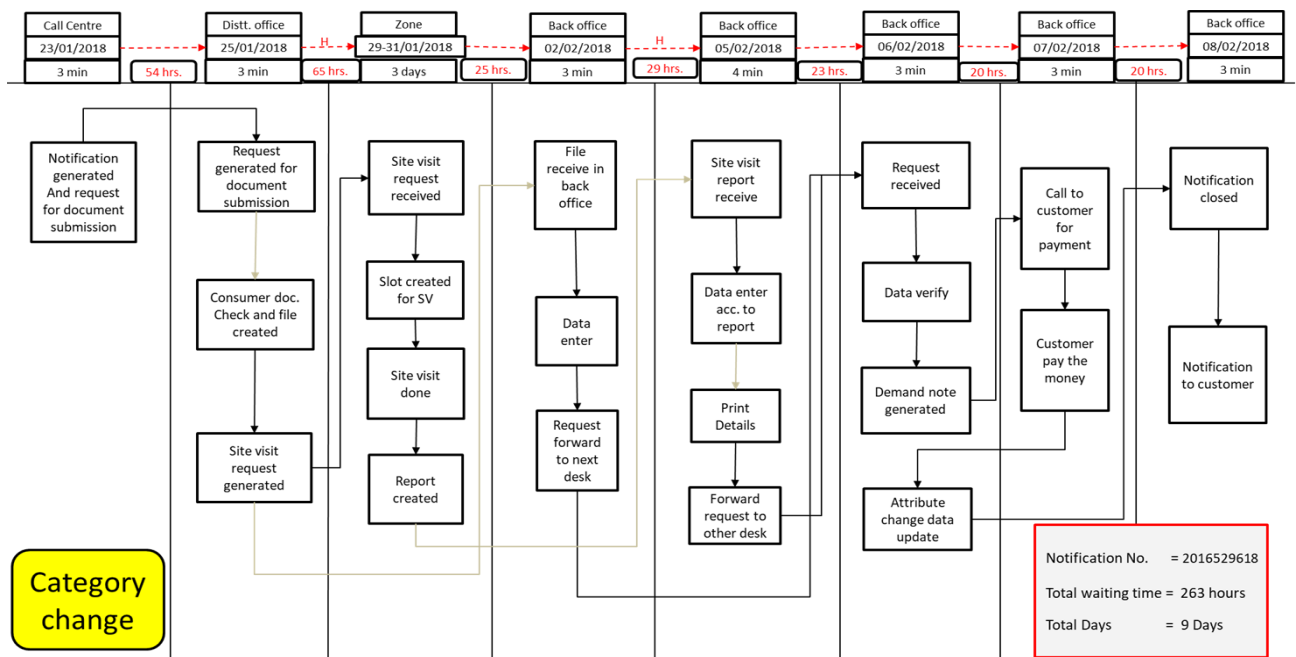 Call Centre
23/01/2018
3 min
54 hrs.
Distt. office
25/01/2018
3 min
H
65 hrs.
Zone
29-31/01/2018
3 days
25 hrs.
Back office
02/02/2018
3 min
H
29 hrs.
Back office
05/02/2018
4 min
23 hrs.
Back office
06/02/2018
3 min
20 hrs.
Back office
07/02/2018
3 min
20 hrs.
Back office
08/02/2018
3 min
Notification
generated
And request
for document
submission
Request
generated for
document
submission
Consumer doc.
Check and file
created
Site visit
request
generated
Site visit
request
received
Slot created
for SV
Site visit
done
Report
created
File
receive in
back
office
Data
enter
Request
forward
to next
desk
Site visit
report
receive
Data enter
acc. to
report
Print
Details
Forward
request to
other desk
Request
received
Data verify
Demand note
generated
Attribute
change data
update
Call to
customer
for
payment
Customer
pay the
money
Notification
closed
Notification
to customer
Category
change
Notification No. = 2016529618
Total waiting time = 263 hours
Total Days = 9 Days